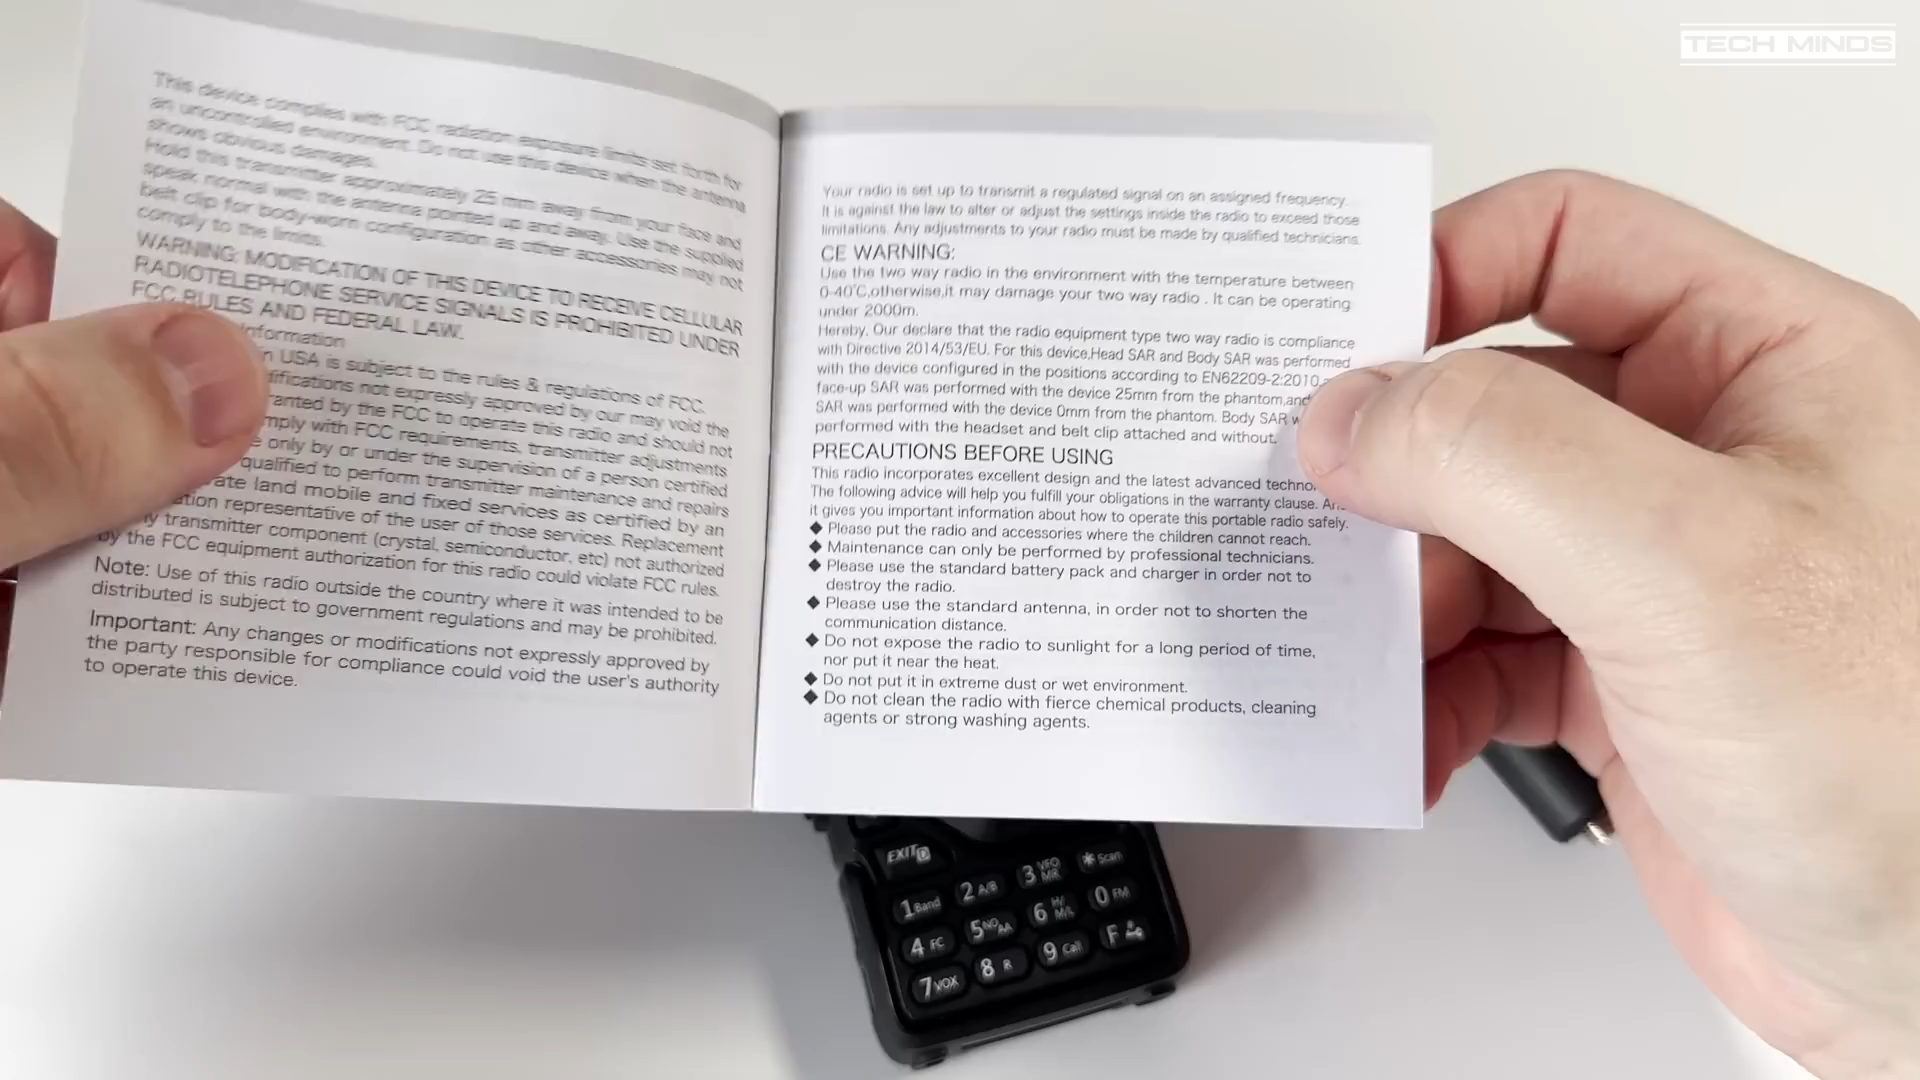 TECH MINDS
This device complies with FCC radiation exposure limits set forth for
an uncontrolled environment. Do not use this device when the antenna
shows obvious damages.
Hold this transmitter approximately 25 mm away from your face and
speak normal with the antenna pointed up and away. Use the supplied
belt clip for body-worn configuration as other accessories may not
comply to the limits.
WARNING: MODIFICATION OF THIS DEVICE TO RECEIVE CELLULAR
RADIOTELEPHONE SERVICE SIGNALS IS PROHIBITED UNDER
FCC RULES AND FEDERAL LAW.
Information
in USA is subject to the rules & regulations of FCC.
not expressly approved by our may void the
by the FCC to operate this radio and should not
with FCC requirements, transmitter adjustments
only by or under the supervision of a person certified
qualified to perform transmitter maintenance and repairs
land mobile and fixed services as certified by an
representative of the user of those services. Replacement
transmitter component (crystal, semiconductor, etc) not authorized
by the FCC equipment authorization for this radio could violate FCC rules.
Note: Use of this radio outside the country where it was intended to be
distributed is subject to government regulations and may be prohibited.
Important: Any changes or modifications not expressly approved by
the party responsible for compliance could void the user's authority
to operate this device.
Your radio is set up to transmit a regulated signal on an assigned frequency.
It is against the law to alter or adjust the settings inside the radio to exceed those
limitations. Any adjustments to your radio must be made by qualified technicians.
CE WARNING:
Use the two way radio in the environment with the temperature between
0-40℃,otherwise,it may damage your two way radio . It can be operating
under 2000m.
Hereby, Our declare that the radio equipment type two way radio is compliance
with Directive 2014/53/EU. For this device,Head SAR and Body SAR was performed
with the device configured in the positions according to EN62209-2:2010
face-up SAR was performed with the device 25mm from the phantom,and
SAR was performed with the device 0mm from the phantom. Body SAR
performed with the headset and belt clip attached and without.
PRECAUTIONS BEFORE USING
This radio incorporates excellent design and the latest advanced
The following advice will help you fulfill your obligations in the warranty clause.
it gives you important information about how to operate this portable radio safely.
◆ Please put the radio and accessories where the children cannot reach.
◆ Maintenance can only be performed by professional technicians.
◆ Please use the standard battery pack and charger in order not to
destroy the radio.
◆ Please use the standard antenna, in order not to shorten the
communication distance.
◆ Do not expose the radio to sunlight for a long period of time,
nor put it near the heat.
◆ Do not put it in extreme dust or wet environment.
◆ Do not clean the radio with fierce chemical products, cleaning
agents or strong washing agents.
EXIT D
1 Band 2 A/B 3 VFO MR * Scan
4 FC 5 NOAA 6 H/M/L 0 FM
7 VOX 8 R 9 Call F